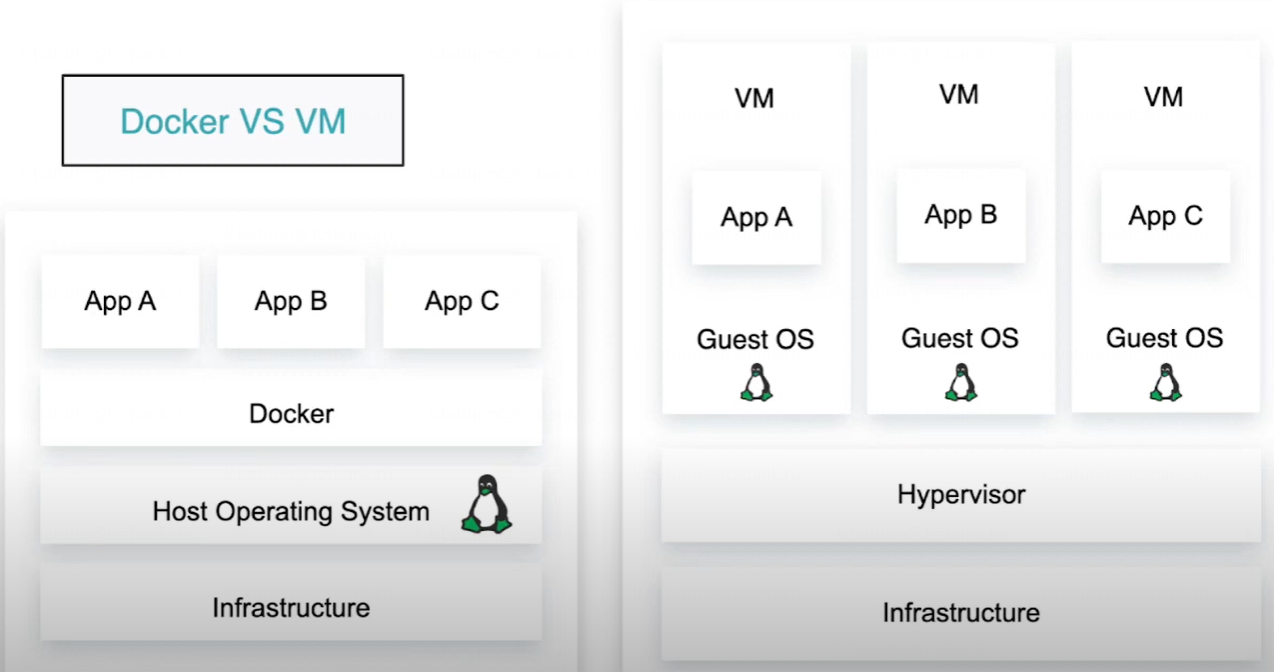 Docker VS VM
App A
App B
App C
Docker
Host Operating System
Infrastructure
VM
VM
VM
App A
App B
App C
Guest OS
Guest OS
Guest OS
Hypervisor
Infrastructure